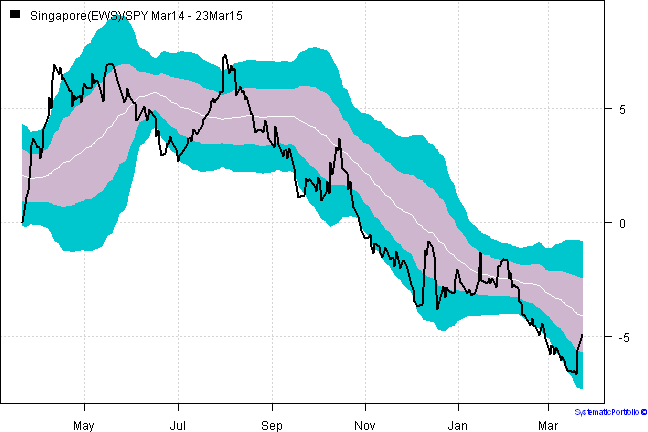 Singapore(EWS)/SPY Mar14 - 23Mar15
5
0
-5
May Jul Sep Nov Jan Mar
SystematicPortfolio ©